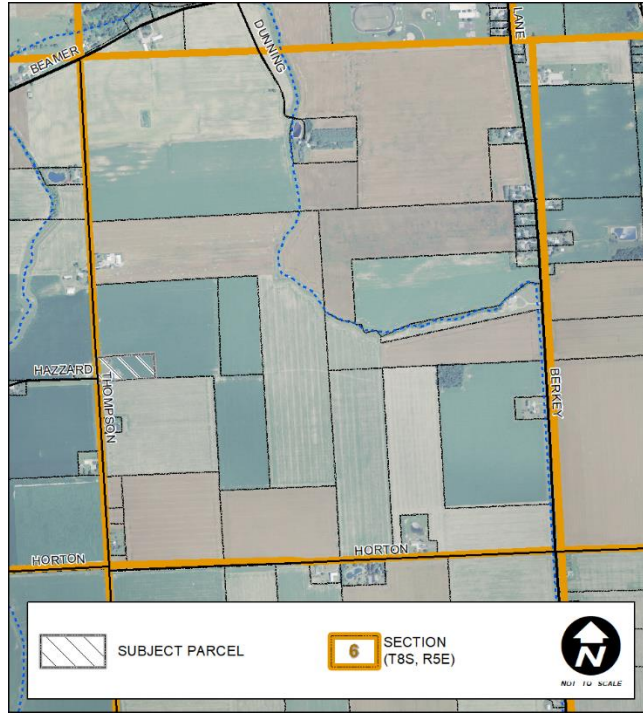 BEAMER
DUNNING
LANE
HAZZARD
THOMPSON
BERKEY
HORTON
HORTON
SUBJECT PARCEL
6
SECTION
(T8S, R5E)
N
NOT TO SCALE